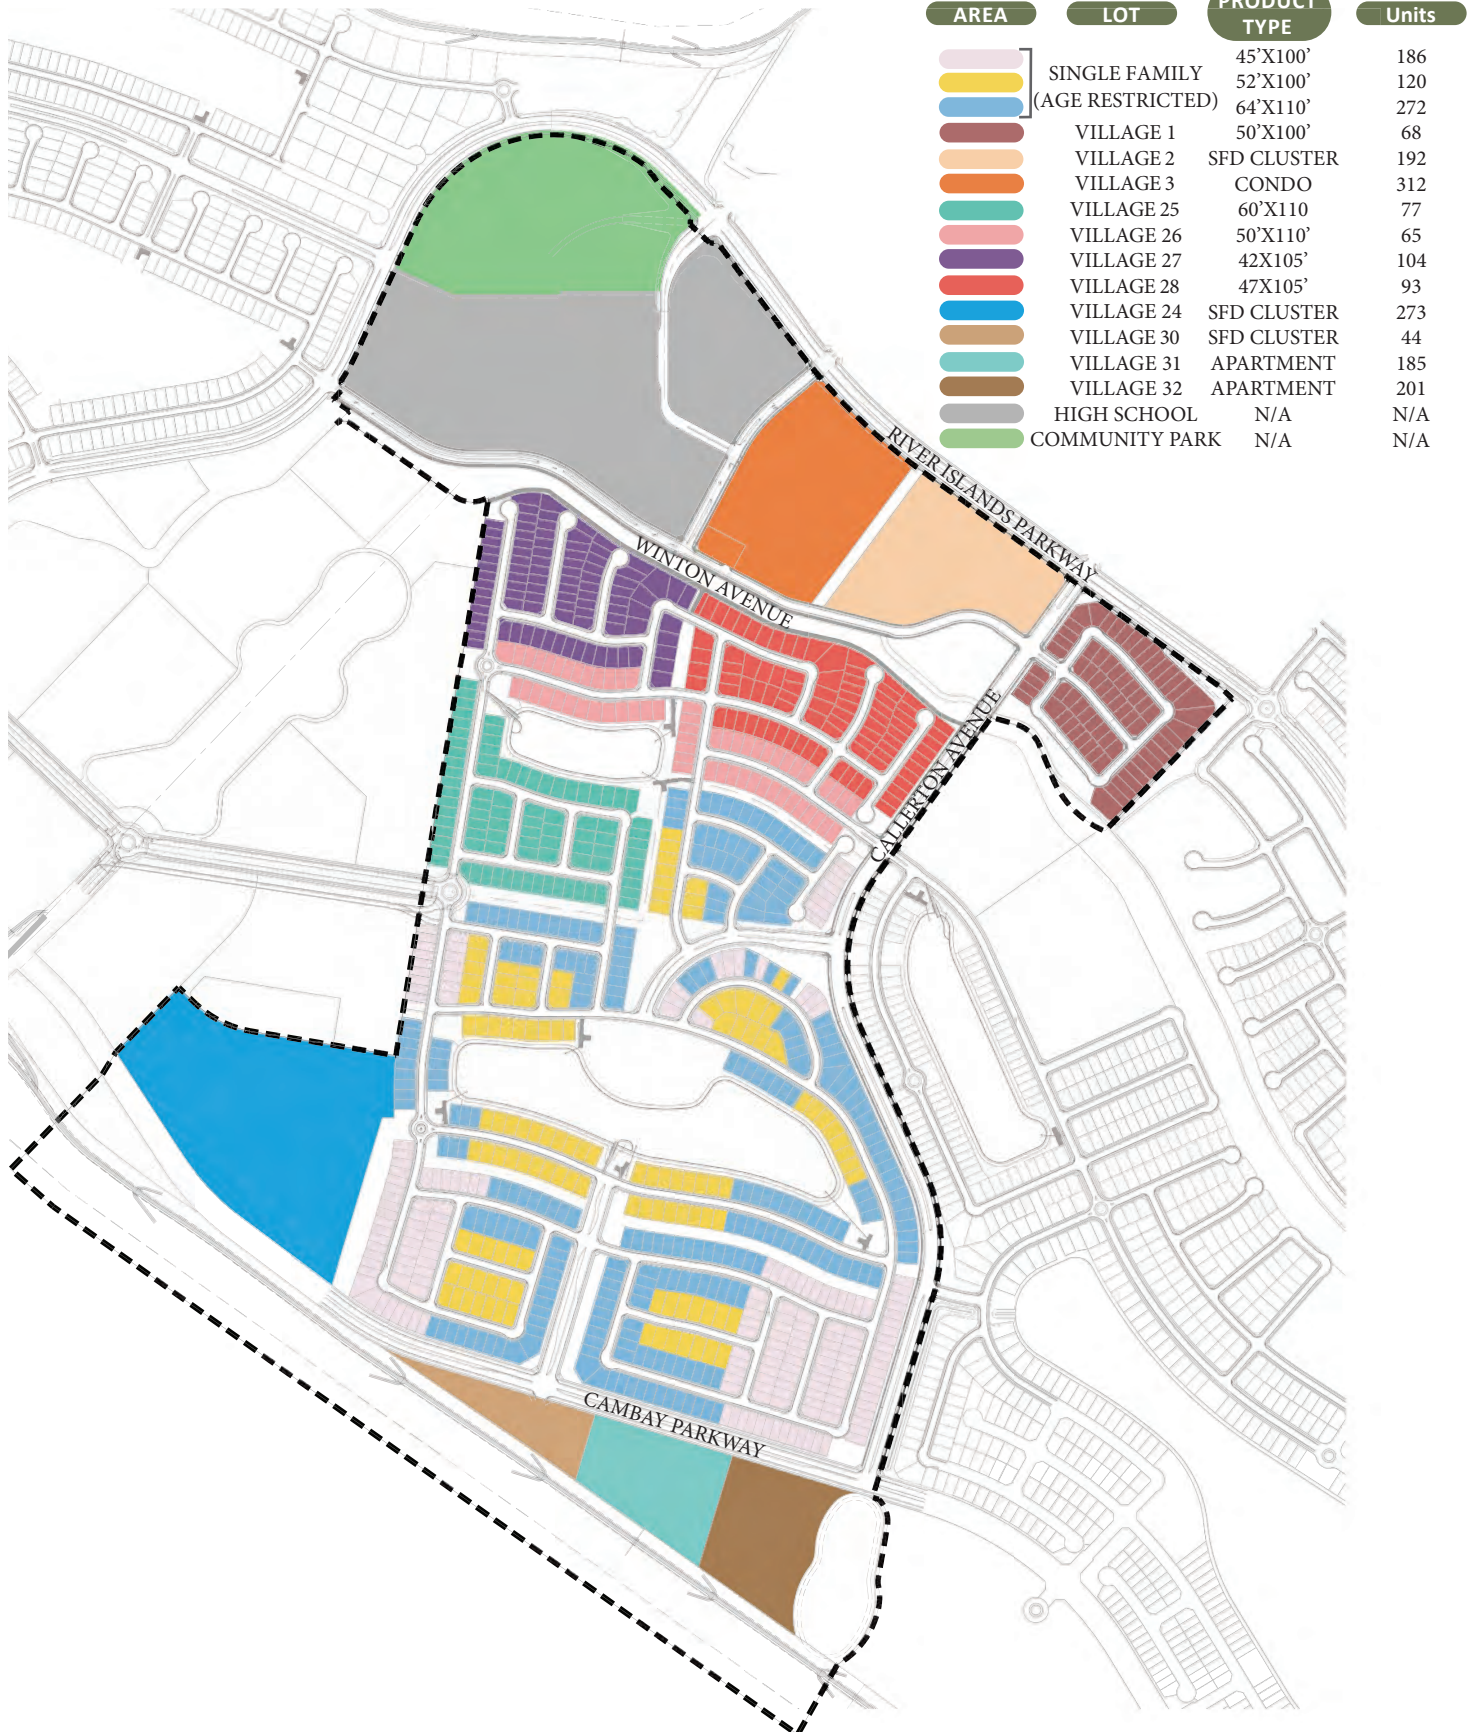 AREA LOT PRODUCT TYPE Units
45'X100' 186
SINGLE FAMILY 52'X100' 120
(AGE RESTRICTED) 64'X110' 272
VILLAGE 1 50'X100' 68
VILLAGE 2 SFD CLUSTER 192
VILLAGE 3 CONDO 312
VILLAGE 25 60'X110 77
VILLAGE 26 50'X110' 65
VILLAGE 27 42X105' 104
VILLAGE 28 47X105' 93
VILLAGE 24 SFD CLUSTER 273
VILLAGE 30 SFD CLUSTER 44
VILLAGE 31 APARTMENT 185
VILLAGE 32 APARTMENT 201
HIGH SCHOOL N/A N/A
COMMUNITY PARK N/A N/A
RIVER ISLANDS PARKWAY
WINTON AVENUE
CALLERTON AVENUE
CAMBAY PARKWAY